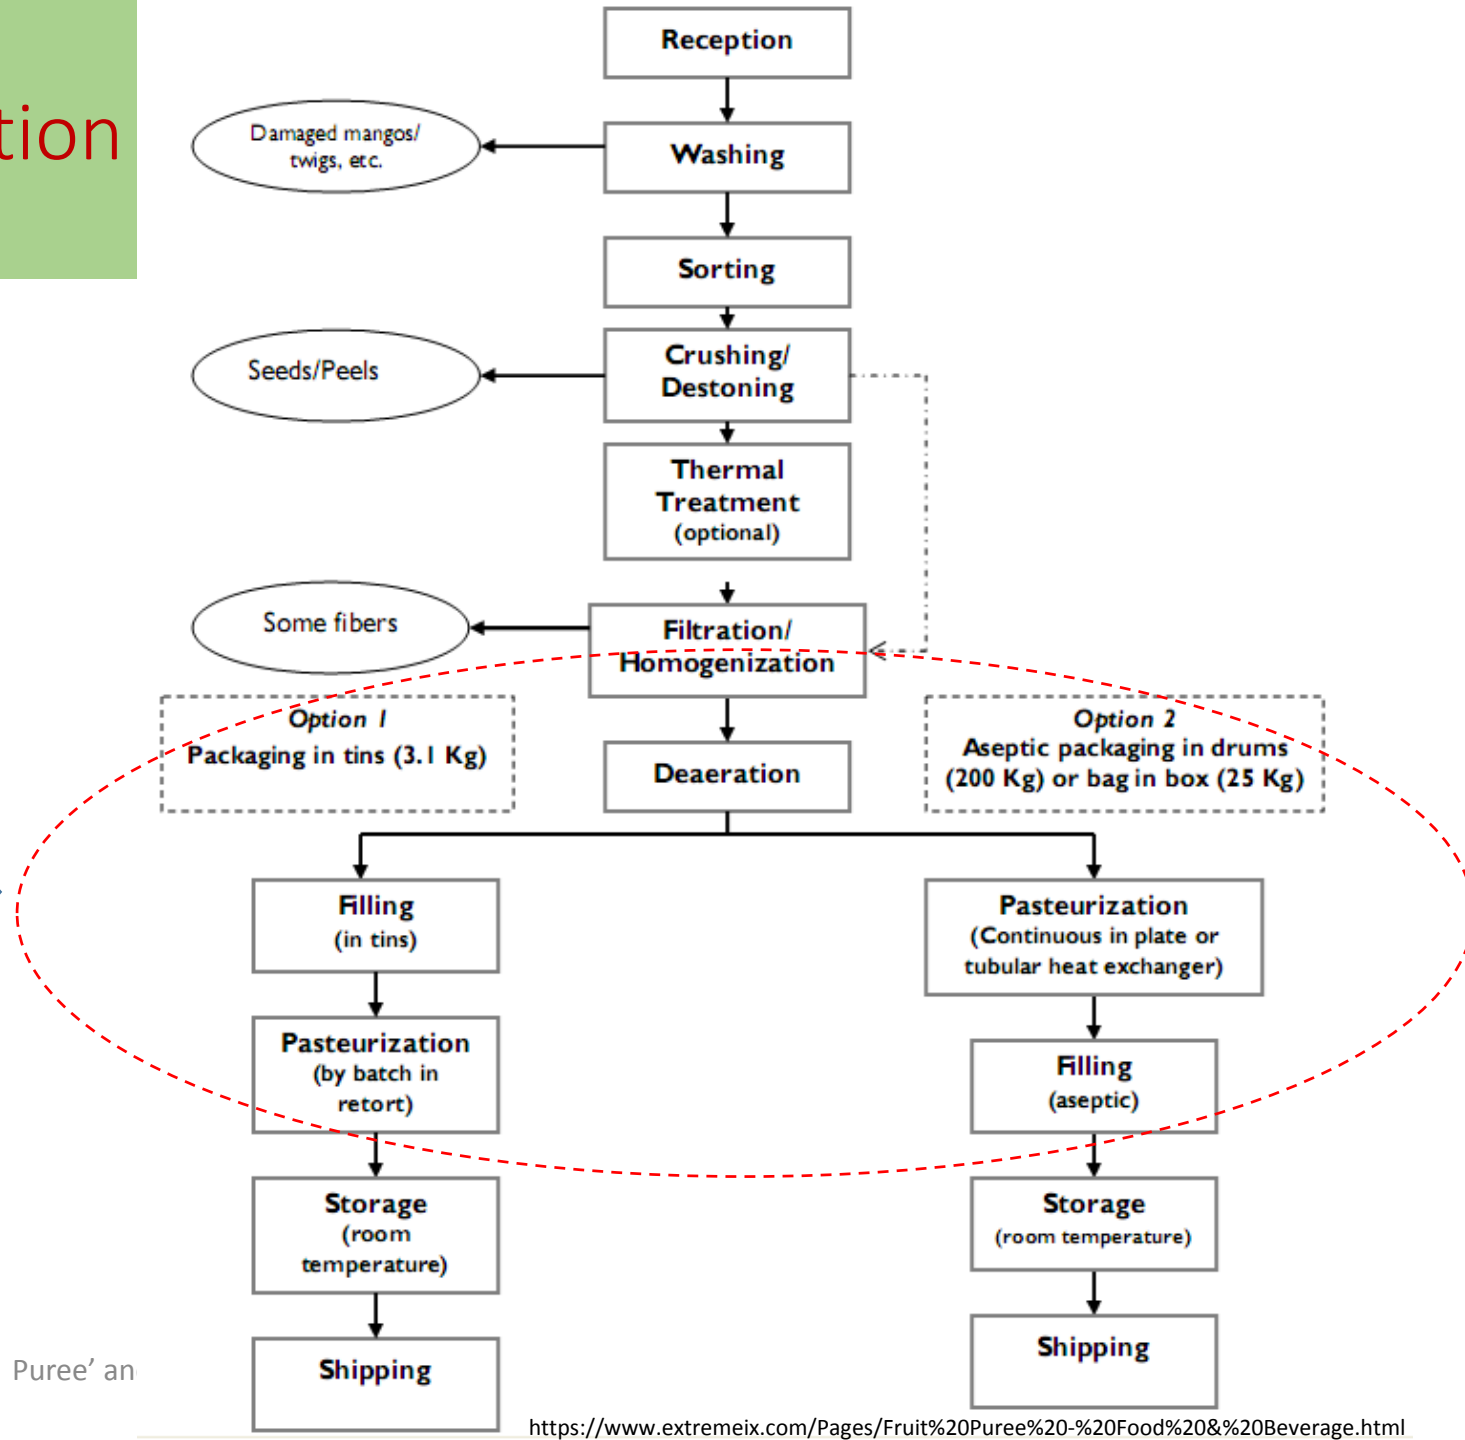 tion
Reception
Damaged mangos/
twigs, etc.
Washing
Sorting
Seeds/Peels
Crushing/
Destoning
Thermal
Treatment
(optional)
Some fibers
Filtration/
Homogenization
Option 1
Packaging in tins (3.1 Kg)
Deaeration
Option 2
Aseptic packaging in drums
(200 Kg) or bag in box (25 Kg)
Filling
(in tins)
Pasteurization
(by batch in
retort)
Storage
(room
temperature)
Shipping
Pasteurization
(Continuous in plate or
tubular heat exchanger)
Filling
(aseptic)
Storage
(room temperature)
Shipping
Puree’ an
https://www.extremeix.com/Pages/Fruit%20Puree%20-%20Food%20&%20Beverage.html